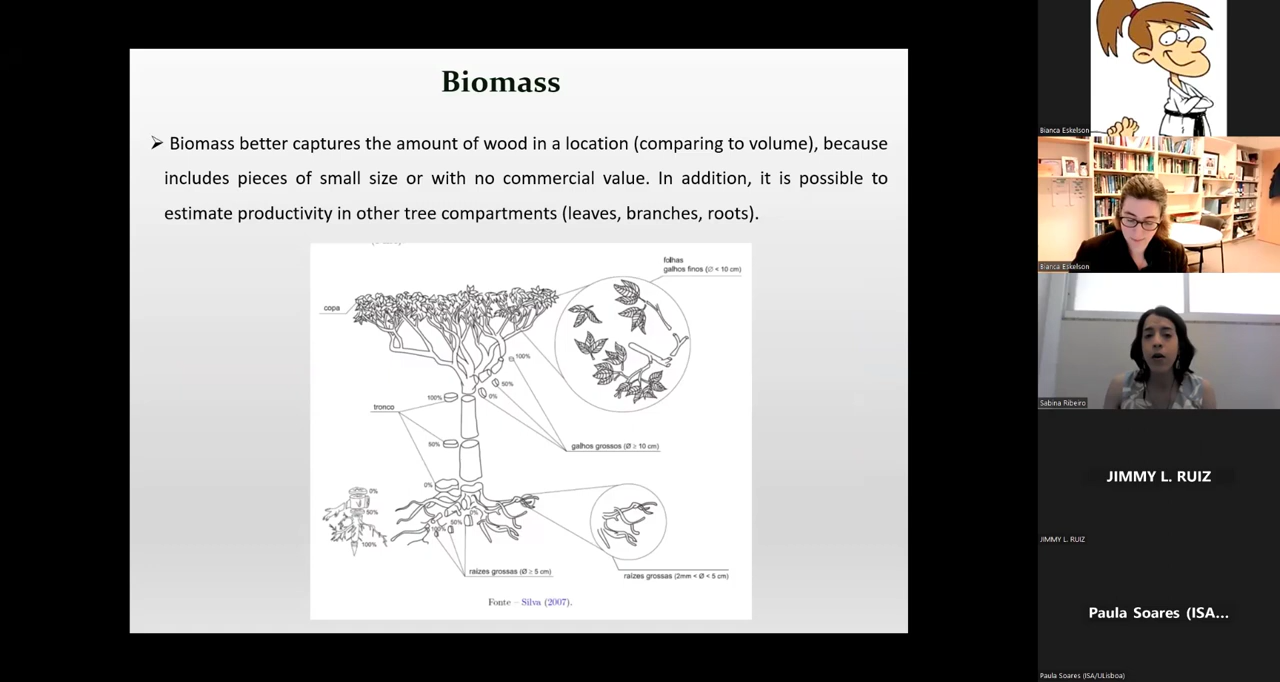 Biomass
➢ Biomass better captures the amount of wood in a location (comparing to volume), because
includes pieces of small size or with no commercial value. In addition, it is possible to
estimate productivity in other tree compartments (leaves, branches, roots).
folhas
galhos finos (∅ < 10 cm)
copa
100%
50%
0%
100%
tronco
50%
galhos grossos (∅ ≥ 10 cm)
0%
0%
50%
100%
0%
50%
100%
raízes grossas (∅ ≥ 5 cm)
raízes grossas (2mm < ∅ < 5 cm)
Fonte – Silva (2007).
Bianca Eskelson
Bianca Eskelson
Sabina Ribeiro
JIMMY L. RUIZ
JIMMY L. RUIZ
Paula Soares (ISA...
Paula Soares (ISA/ULisboa)